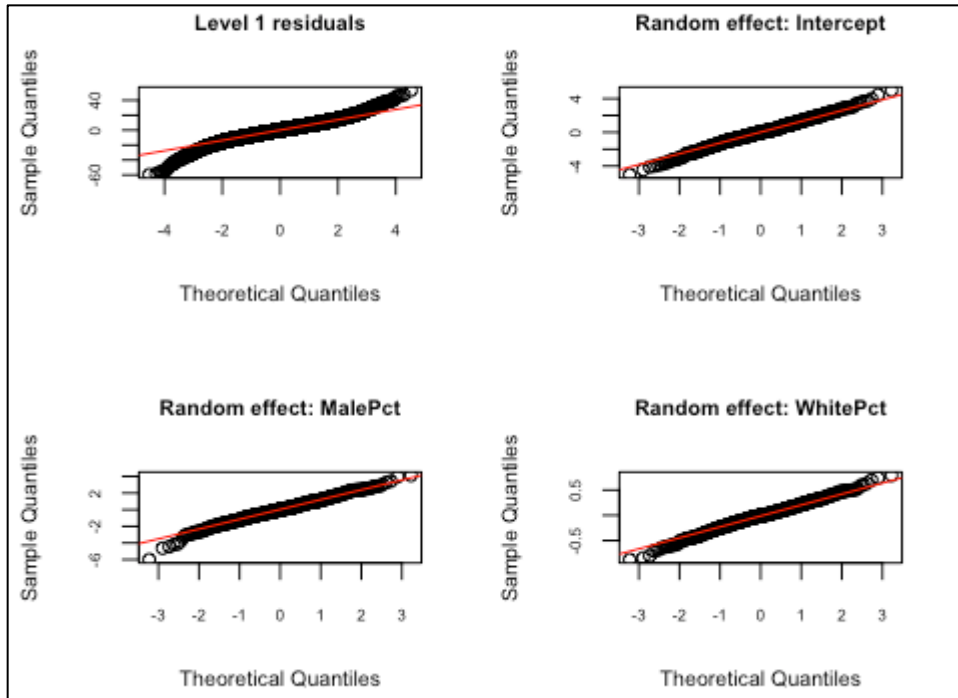 Level 1 residuals
Sample Quantiles
40
0
-60
-4 -2 0 2 4
Theoretical Quantiles
Random effect: Intercept
Sample Quantiles
4
0
-4
-3 -2 -1 0 1 2 3
Theoretical Quantiles
Random effect: MalePct
Sample Quantiles
2
-2
-6
-3 -2 -1 0 1 2 3
Theoretical Quantiles
Random effect: WhitePct
Sample Quantiles
0.5
-0.5
-3 -2 -1 0 1 2 3
Theoretical Quantiles